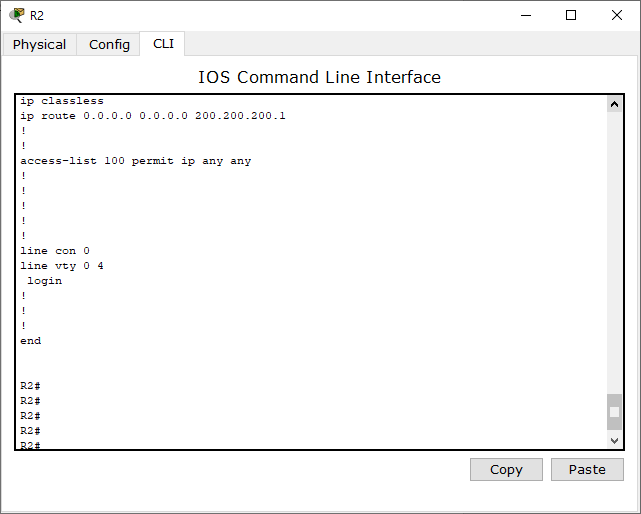 R2
Physical Config CLI
IOS Command Line Interface
ip classless
ip route 0.0.0.0 0.0.0.0 200.200.200.1
!
!
access-list 100 permit ip any any
!
!
!
!
!
line con 0
line vty 0 4
 login
!
!
!
end
R2#
R2#
R2#
R2#
R2#
Copy Paste